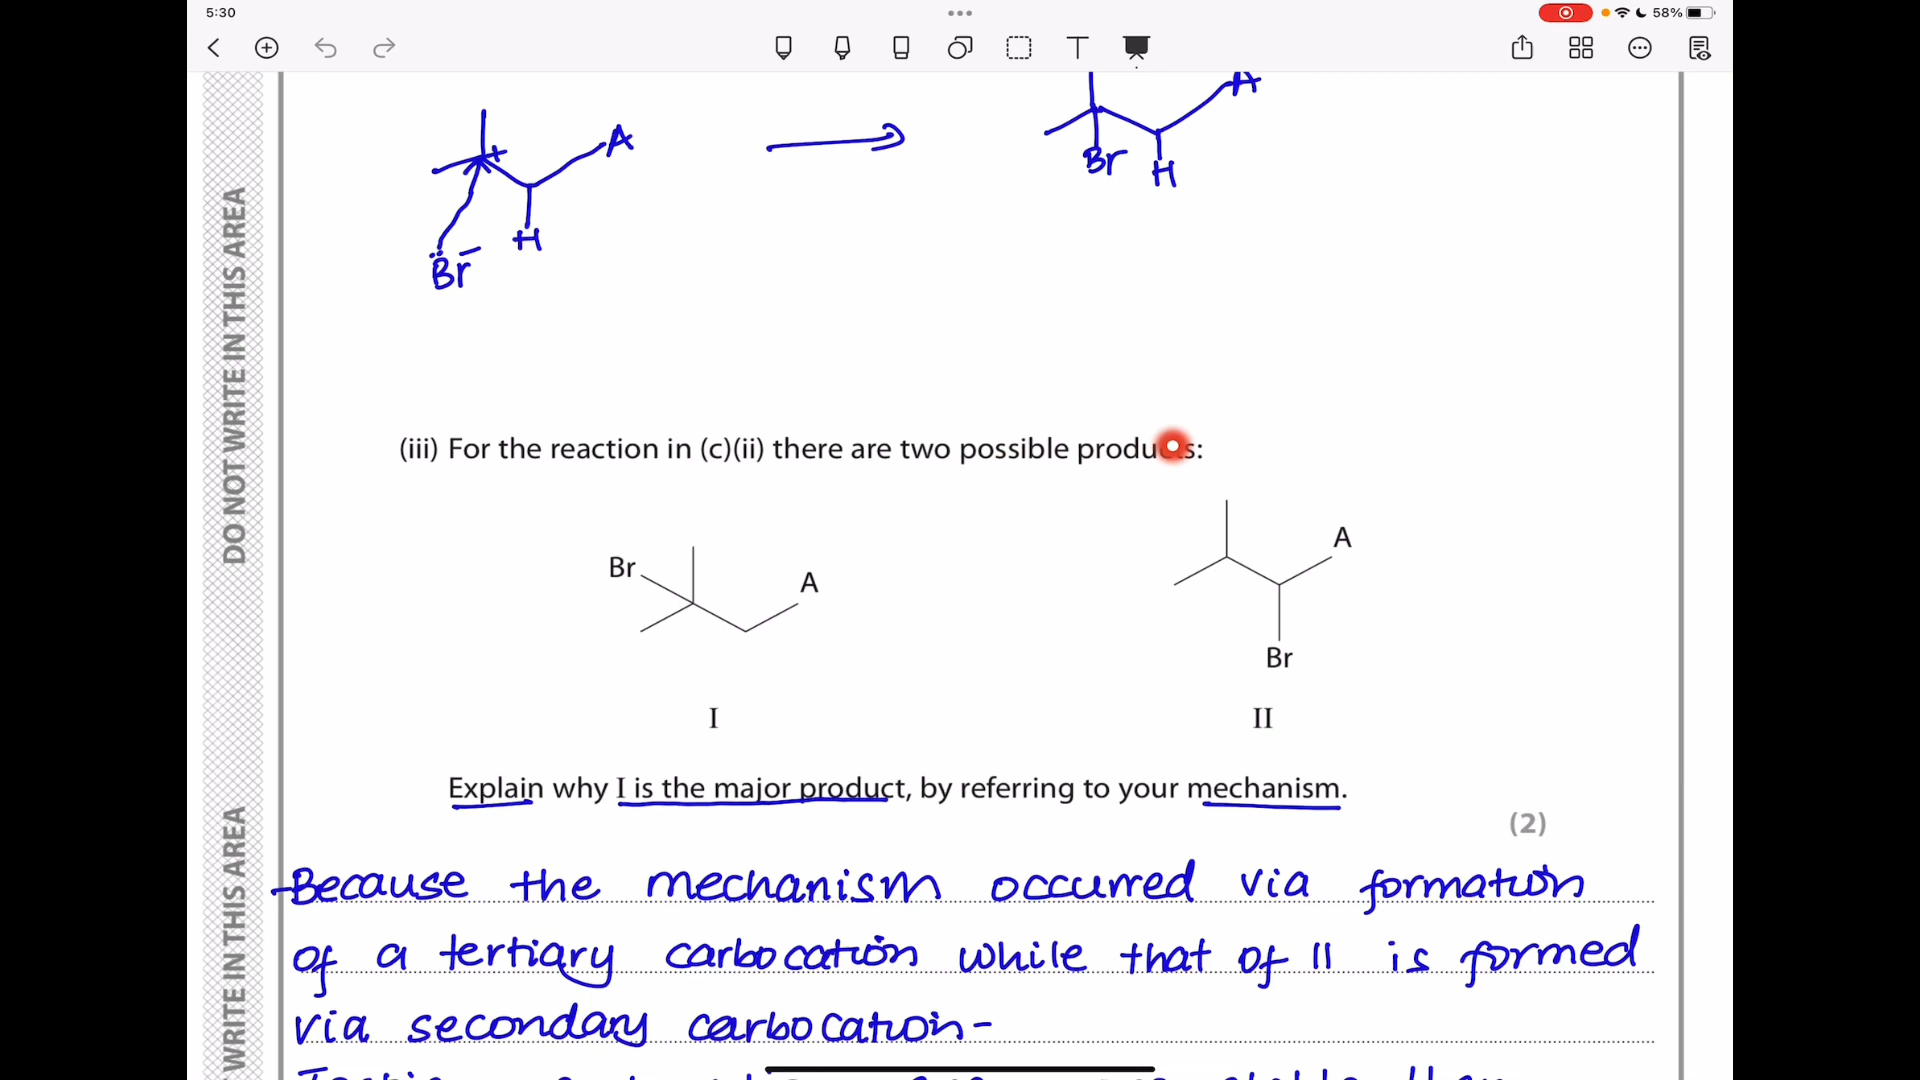 5:30
58%
A
A
Br
H
H
Br
DO NOT WRITE IN THIS AREA
(iii) For the reaction in (c)(ii) there are two possible products:
A
Br
A
Br
I
II
Explain why I is the major product, by referring to your mechanism.
(2)
Because the mechanism occurred via formation
of a tertiary carbocation while that of II is formed
via secondary carbocation-
WRITE IN THIS AREA